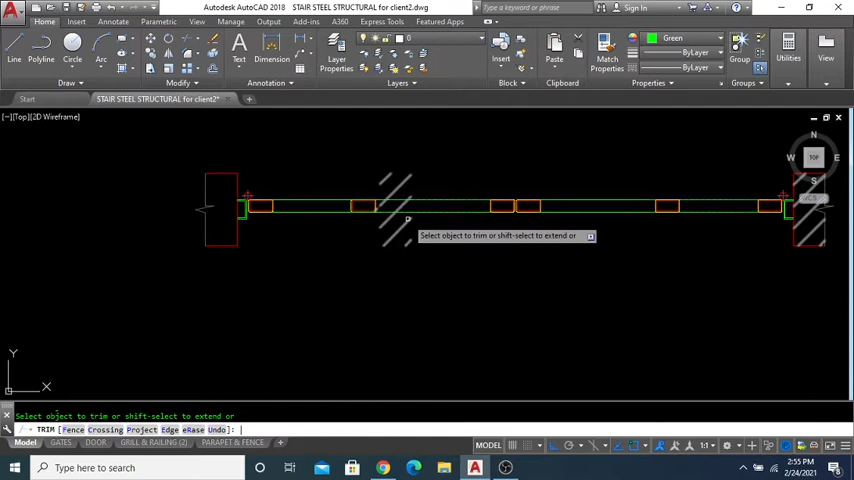 Autodesk AutoCAD 2018 STAIR STEEL STRUCTURAL for client2.dwg
Type a keyword or phrase
Sign In
Home Insert Annotate Parametric View Manage Output Add-ins A360 Express Tools Featured Apps
0
Green
ByLayer
ByLayer
Line Polyline Circle Arc Text Dimension Layer Properties Insert Paste Match Properties Group Utilities View
Draw Modify Annotation Layers Block Clipboard Properties Groups
Start STAIR STEEL STRUCTURAL for client2*
[−][Top][2D Wireframe]
N
W TOP E
S
WCS
Select object to trim or shift-select to extend or
Y
X
Select object to trim or shift-select to extend or
TRIM [Fence Crossing Project Edge eRase Undo]:
Model GATES DOOR GRILL & RAILING (2) PARAPET & FENCE
MODEL 1:1
Type here to search
2:55 PM
2/24/2021